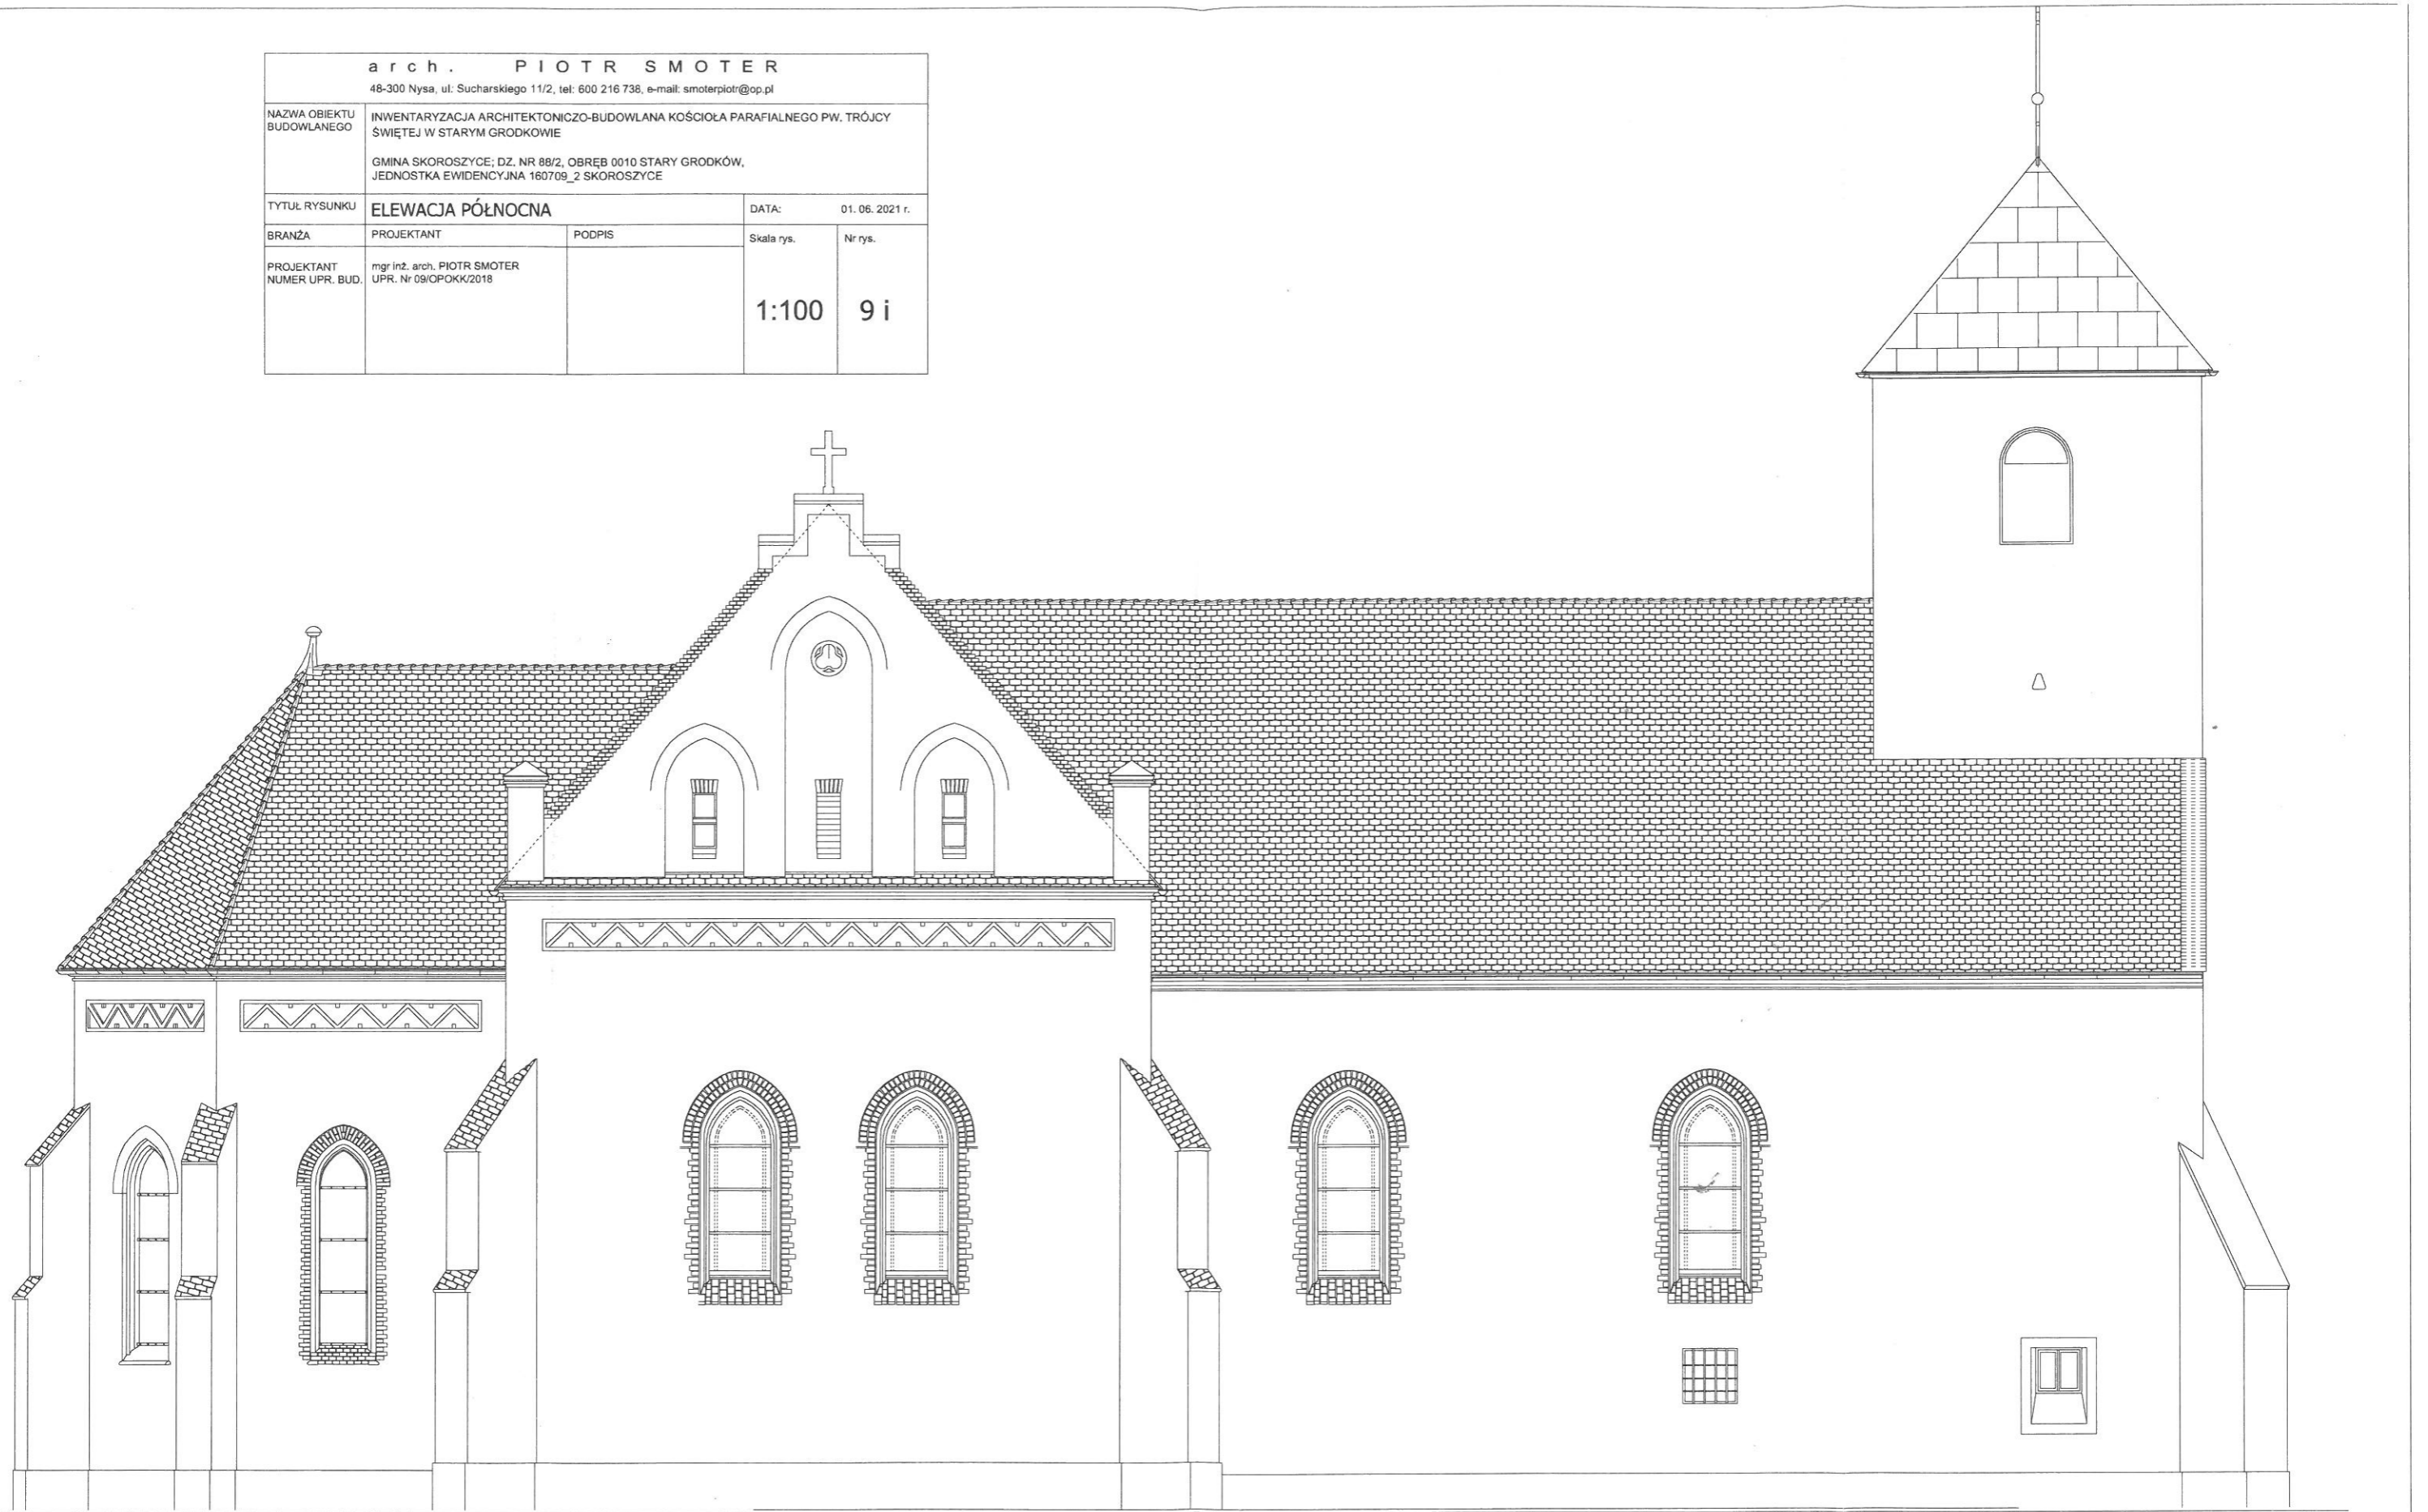 arch. PIOTR SMOTER
48-300 Nysa, ul: Sucharskiego 11/2, tel: 600 216 738, e-mail: smoterpiotr@op.pl
NAZWA OBIEKTU
BUDOWLANEGO
INWENTARYZACJA ARCHITEKTONICZO-BUDOWLANA KOŚCIOŁA PARAFIALNEGO PW. TRÓJCY
ŚWIĘTEJ W STARYM GRODKOWIE
GMINA SKOROSZYCE; DZ. NR 88/2, OBRĘB 0010 STARY GRODKÓW,
JEDNOSTKA EWIDENCYJNA 160709_2 SKOROSZYCE
TYTUŁ RYSUNKU
ELEWACJA PÓŁNOCNA
DATA: 01. 06. 2021 r.
BRANŻA
PROJEKTANT
PODPIS
Skala rys.
Nr rys.
PROJEKTANT
NUMER UPR. BUD.
mgr inż. arch. PIOTR SMOTER
UPR. Nr 09/OPOKK/2018
1:100
9 i